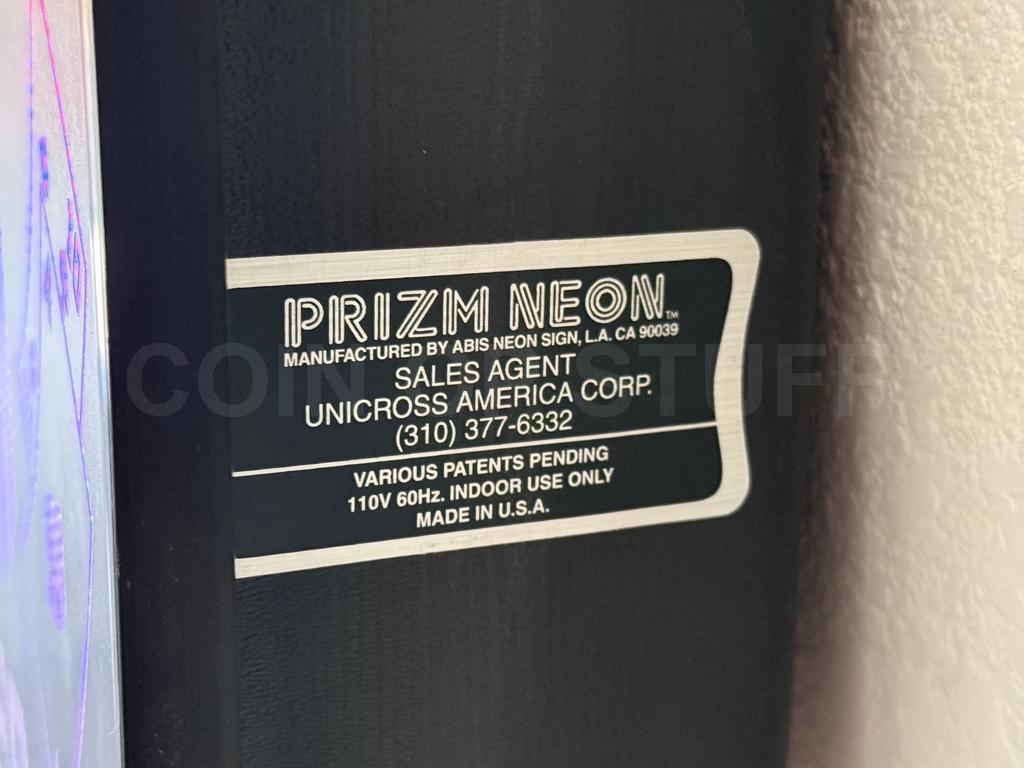 PRIZM NEON™
MANUFACTURED BY ABIS NEON SIGN, L.A. CA 90039
SALES AGENT
UNICROSS AMERICA CORP.
(310) 377-6332
VARIOUS PATENTS PENDING
110V 60Hz. INDOOR USE ONLY
MADE IN U.S.A.
COIN STUFF